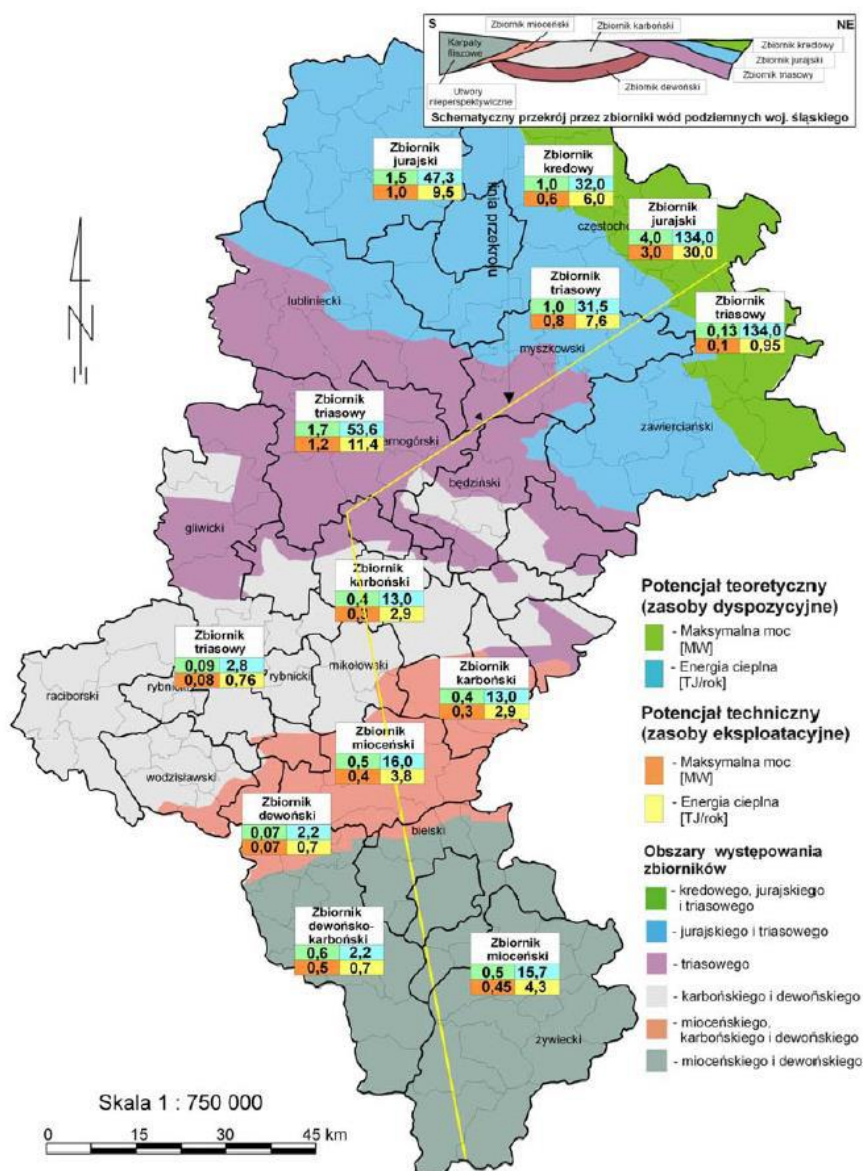 S
NE
Zbiornik mioceński
Zbiornik karboński
Karpaty
fliszowe
Zbiornik kredowy
Zbiornik jurajski
Zbiornik triasowy
Utwory
nieperspektywiczne
Zbiornik dewoński
Schematyczny przekrój przez zbiorniki wód podziemnych woj. śląskiego
Zbiornik
jurajski
1,5 47,3
1,0 9,5
Zbiornik
kredowy
1,0 32,0
0,6 6,0
linia przekroju
Zbiornik
jurajski
4,0 134,0
3,0 30,0
Zbiornik
triasowy
1,0 31,5
0,8 7,6
Zbiornik
triasowy
0,13 134,0
0,1 0,95
N
lubliniecki
myszkowski
Zbiornik
triasowy
1,7 53,6
1,2 11,4
zawierciański
będziński
gliwicki
Zbiornik
karboński
0,4 13,0
0,3 2,9
Zbiornik
triasowy
0,09 2,8
0,08 0,76
raciborski
rybnicki
mikołowski
Zbiornik
karboński
0,4 13,0
0,3 2,9
Zbiornik
mioceński
0,5 16,0
0,4 3,8
wodzisławski
Zbiornik
dewoński
0,07 2,2
0,07 0,7
bielski
Zbiornik
dewońsko-
karboński
0,6 2,2
0,5 0,7
Zbiornik
mioceński
0,5 15,7
0,45 4,3
żywiecki
Potencjał teoretyczny
(zasoby dyspozycyjne)
- Maksymalna moc
[MW]
- Energia cieplna
[TJ/rok]
Potencjał techniczny
(zasoby eksploatacyjne)
- Maksymalna moc
[MW]
- Energia cieplna
[TJ/rok]
Obszary występowania
zbiorników
- kredowego, jurajskiego
i triasowego
- jurajskiego i triasowego
- triasowego
- karbońskiego i dewońskiego
- mioceńskiego,
karbońskiego i dewońskiego
- mioceńskiego i dewońskiego
Skala 1 : 750 000
0 15 30 45 km